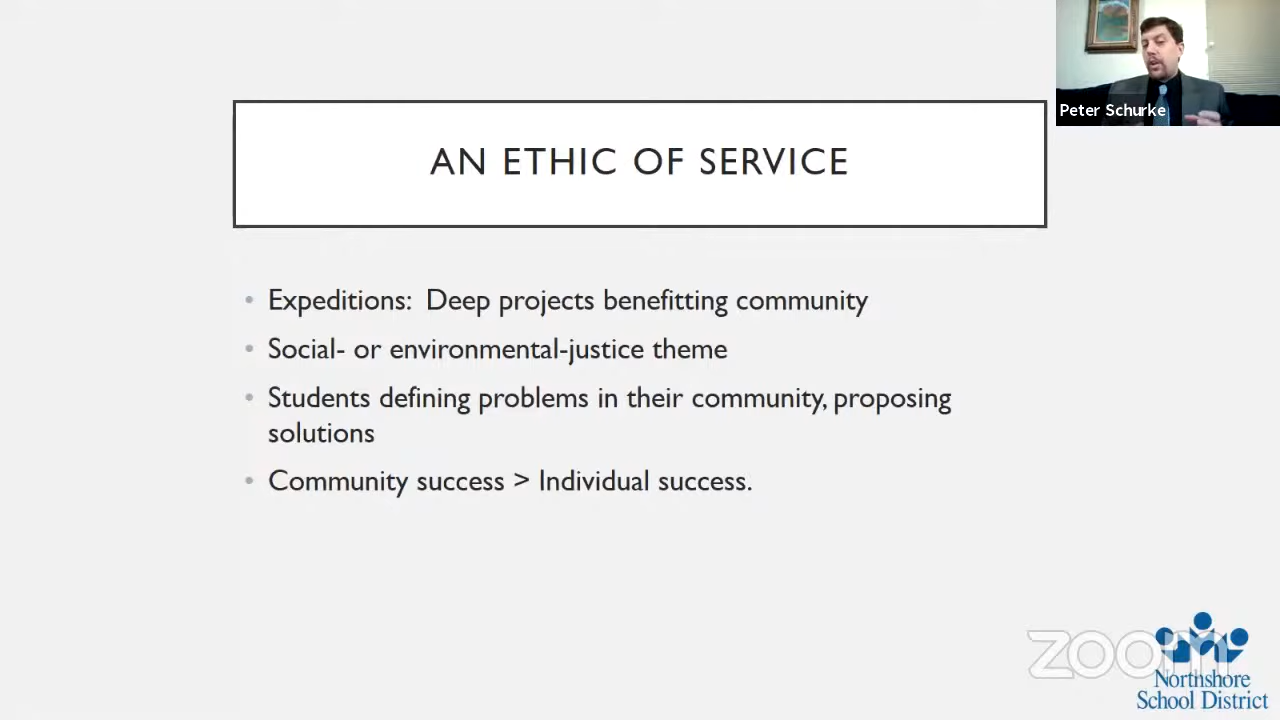 Peter Schurke
AN ETHIC OF SERVICE
• Expeditions:  Deep projects benefitting community
• Social- or environmental-justice theme
• Students defining problems in their community, proposing
solutions
• Community success > Individual success.
zoom
Northshore
School District